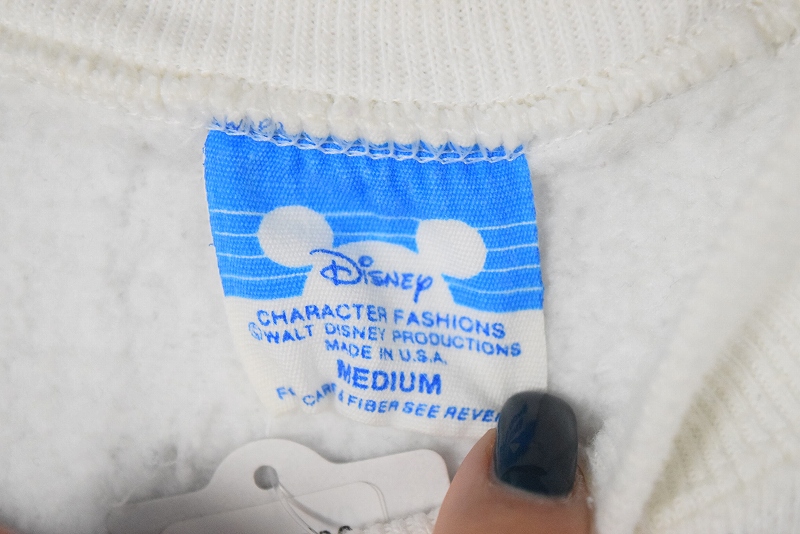 Disney
CHARACTER FASHIONS
©WALT DISNEY PRODUCTIONS
MADE IN U.S.A.
MEDIUM
CARE & FIBER SEE REVE